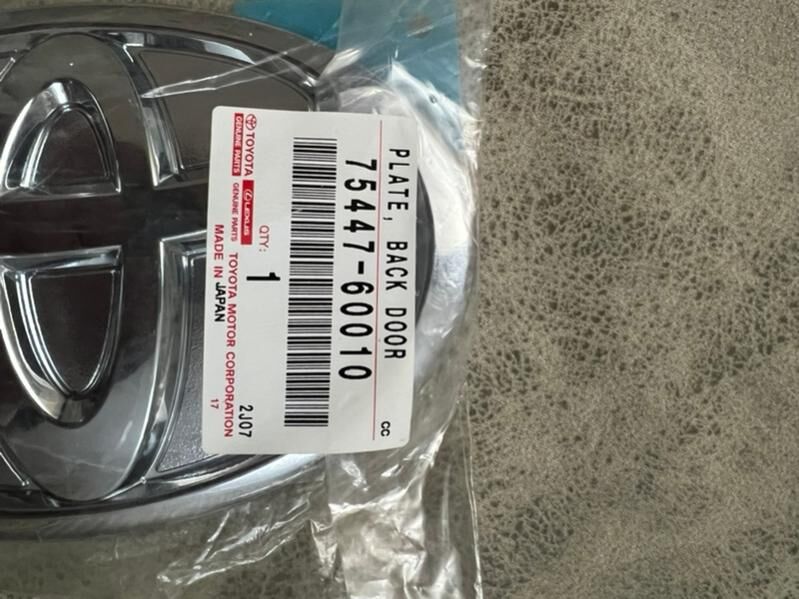 PLATE, BACK DOOR
CC
75447-60010
QTY:
1
TOYOTA
GENUINE PARTS
LEXUS
GENUINE PARTS
TOYOTA MOTOR CORPORATION
MADE IN JAPAN
2J07
17